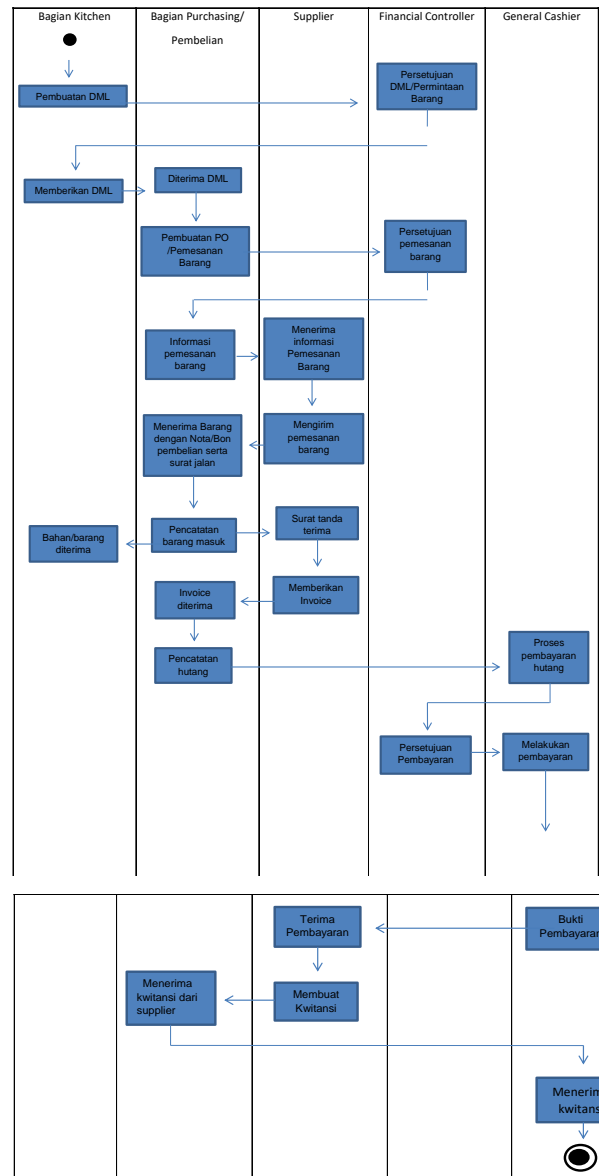 Bagian Kitchen
Bagian Purchasing/
Pembelian
Supplier
Financial Controller
General Cashier
Pembuatan DML
Persetujuan
DML/Permintaan
Barang
Memberikan DML
Diterima DML
Pembuatan PO
/Pemesanan
Barang
Persetujuan
pemesanan
barang
Informasi
pemesanan
barang
Menerima
informasi
Pemesanan
Barang
Menerima Barang
dengan Nota/Bon
pembelian serta
surat jalan
Mengirim
pemesanan
barang
Bahan/barang
diterima
Pencatatan
barang masuk
Surat tanda
terima
Invoice
diterima
Memberikan
Invoice
Pencatatan
hutang
Proses
pembayaran
hutang
Persetujuan
Pembayaran
Melakukan
pembayaran
Terima
Pembayaran
Bukti
Pembayaran
Menerima
kwitansi dari
supplier
Membuat
Kwitansi
Menerim
kwitans